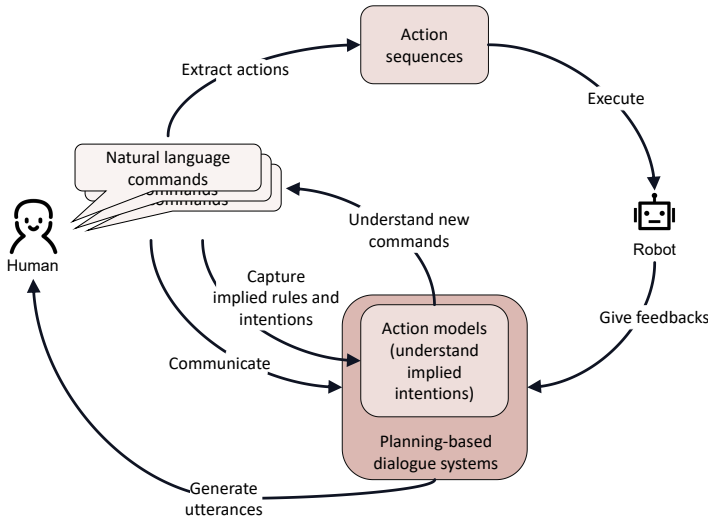 Action
sequences
Extract actions
Execute
Natural language
commands
commands
commands
Understand new
commands
Human
Robot
Capture
implied rules and
intentions
Give feedbacks
Action models
(understand
implied
intentions)
Communicate
Planning-based
dialogue systems
Generate
utterances